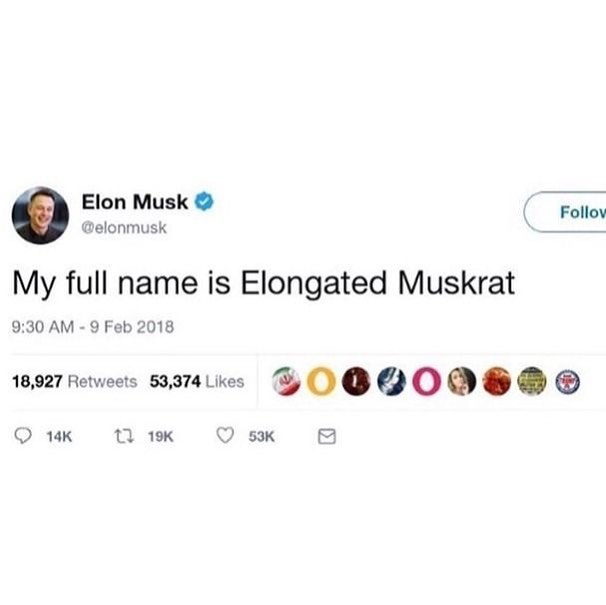 Elon Musk
@elonmusk
Follow
My full name is Elongated Muskrat
9:30 AM - 9 Feb 2018
18,927 Retweets 53,374 Likes
14K 19K 53K